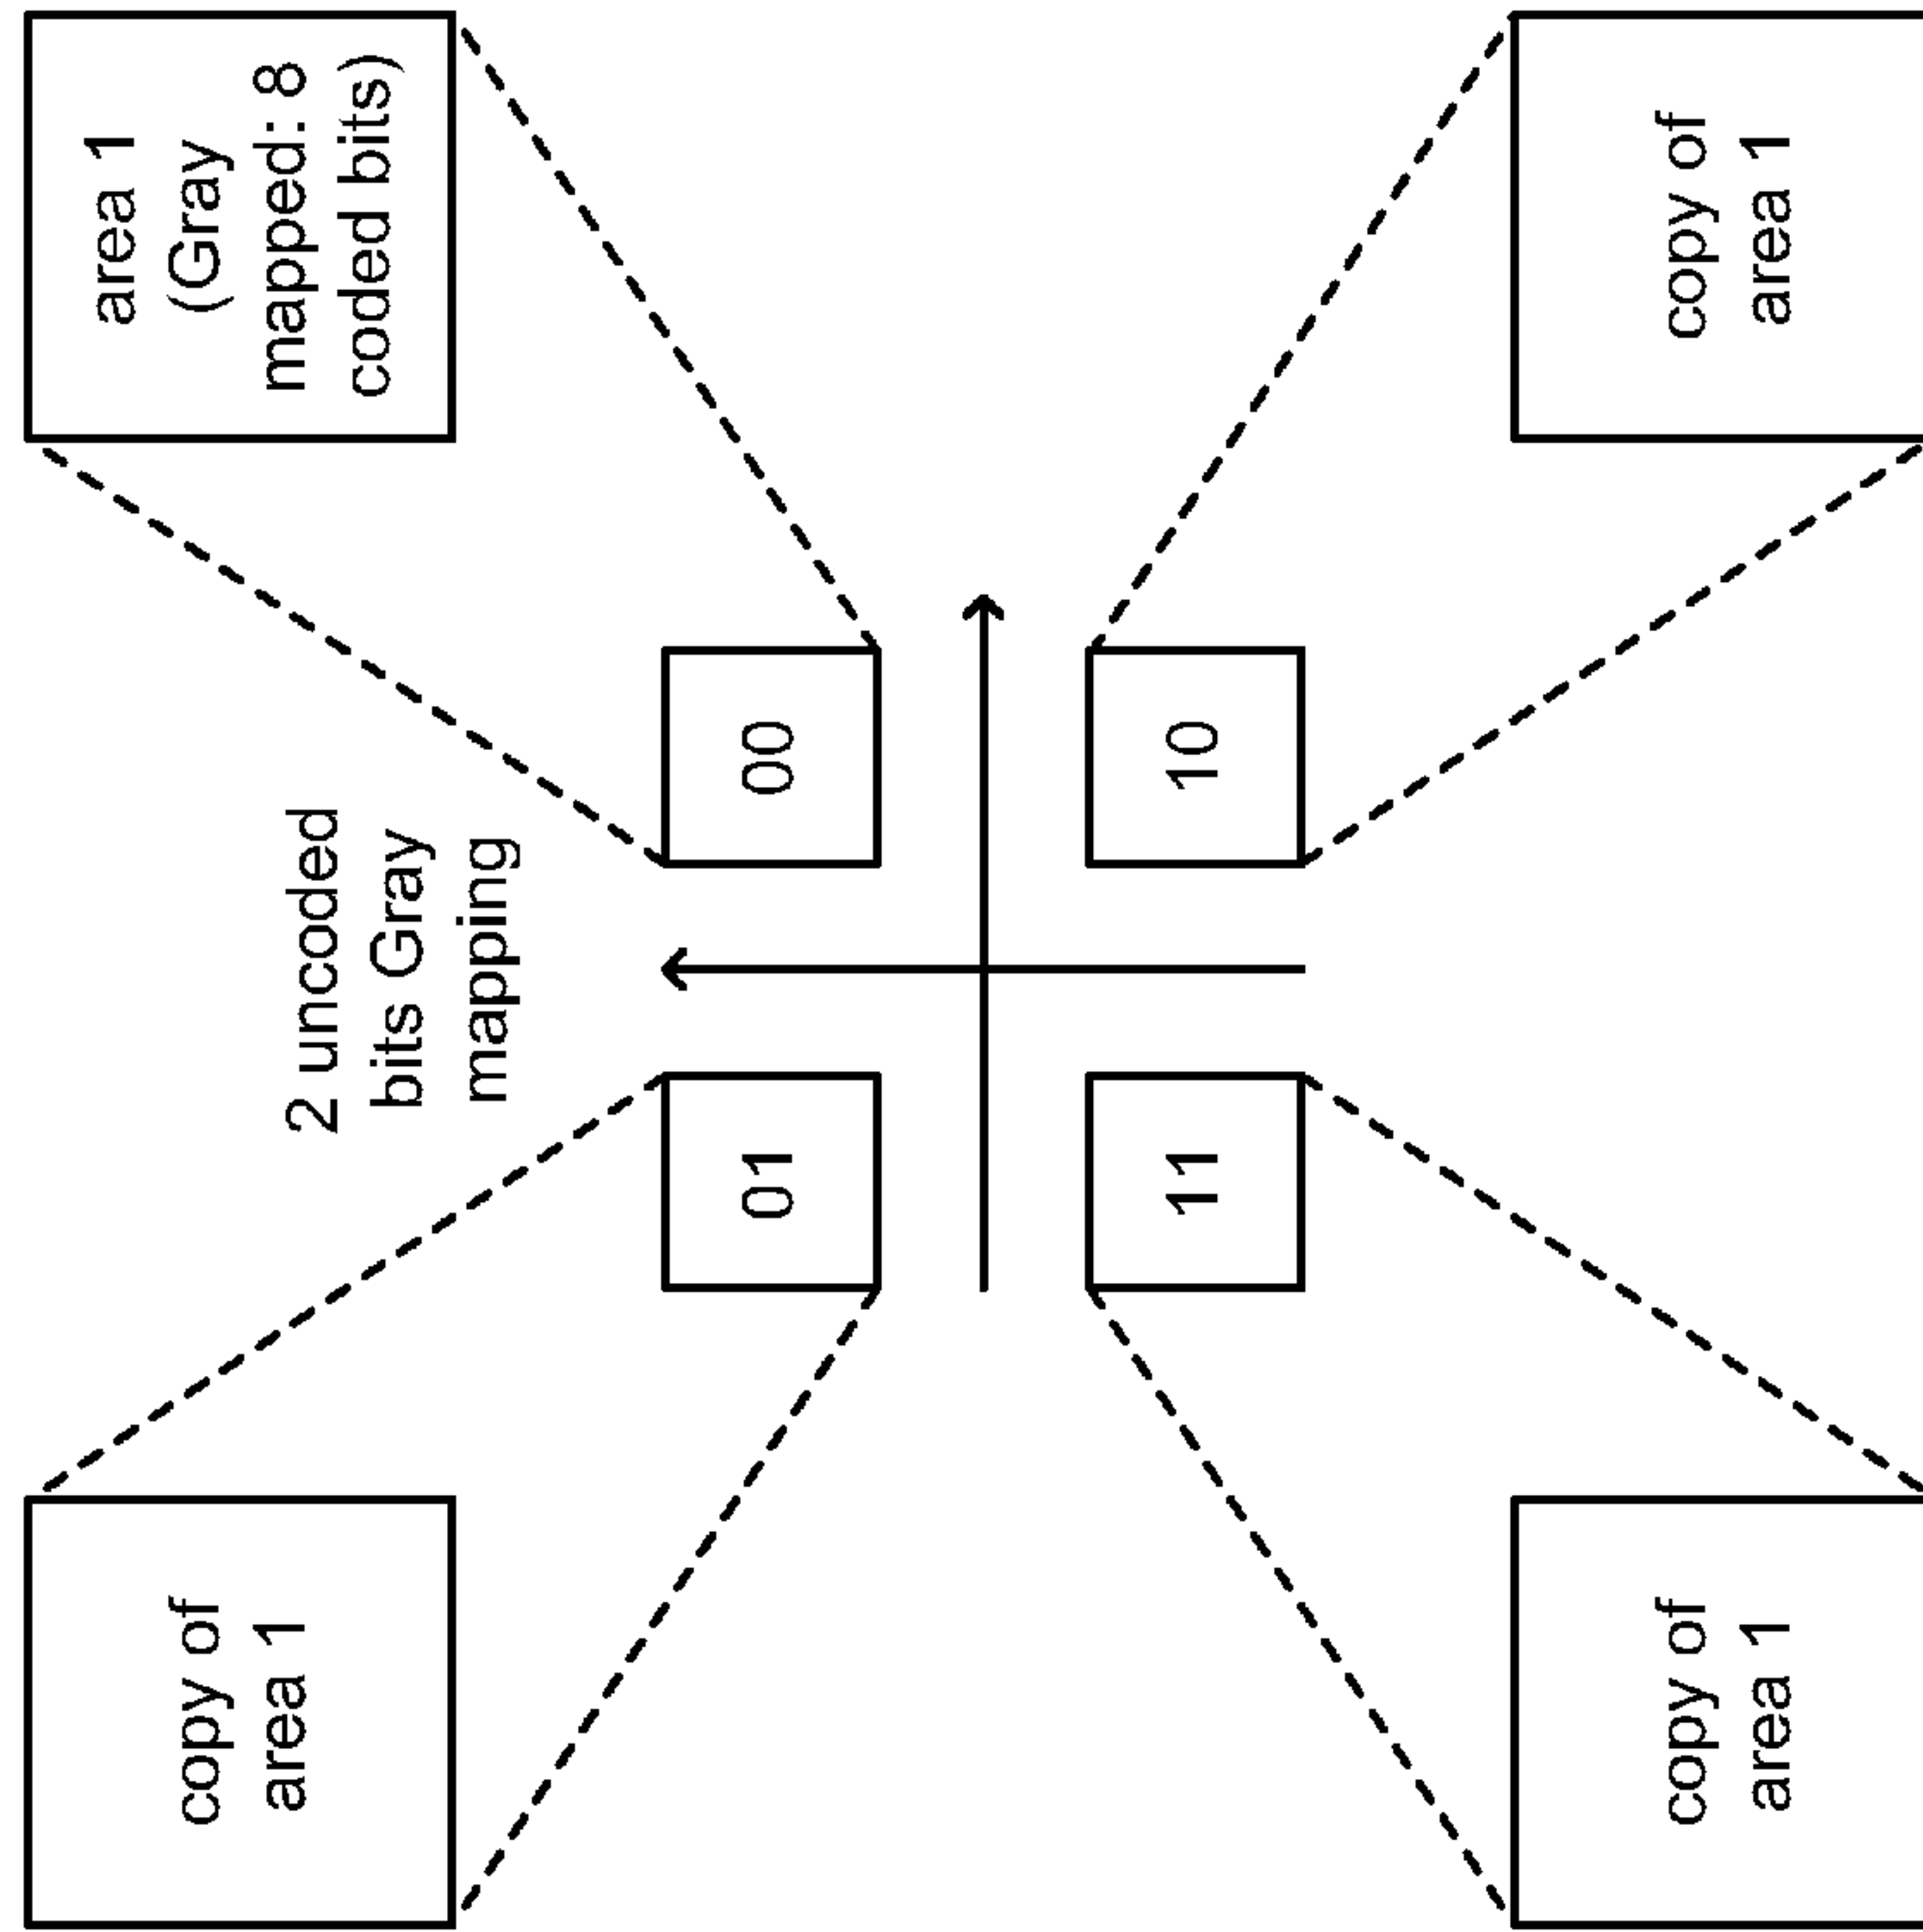 copy of
area 1
2 uncoded
bits Gray
mapping
area 1
(Gray
mapped: 8
coded bits)
01
00
11
10
copy of
area 1
copy of
area 1